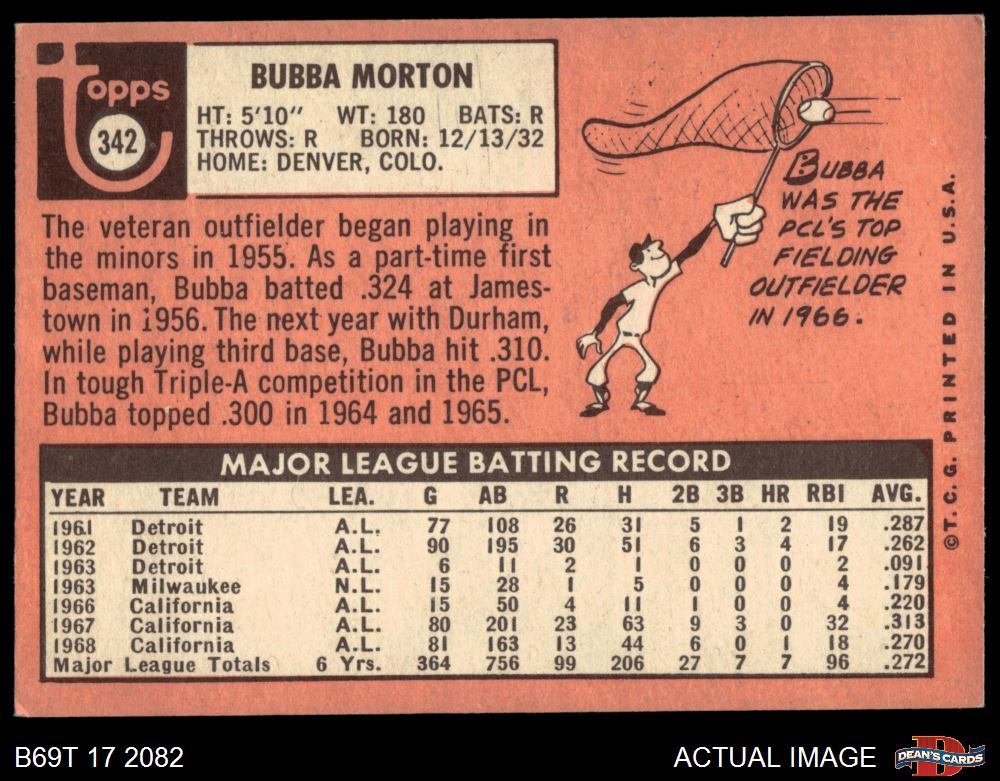 topps
342
BUBBA MORTON
HT: 5'10" WT: 180 BATS: R
THROWS: R BORN: 12/13/32
HOME: DENVER, COLO.
The veteran outfielder began playing in
the minors in 1955. As a part-time first
baseman, Bubba batted .324 at James-
town in 1956. The next year with Durham,
while playing third base, Bubba hit .310.
In tough Triple-A competition in the PCL,
Bubba topped .300 in 1964 and 1965.
BUBBA
WAS THE
PCL'S TOP
FIELDING
OUTFIELDER
IN 1966.
©T.C.G. PRINTED IN U.S.A.
MAJOR LEAGUE BATTING RECORD
YEAR TEAM LEA. G AB R H 2B 3B HR RBI AVG.
1961 Detroit A.L. 77 108 26 31 5 1 2 19 .287
1962 Detroit A.L. 90 195 30 51 6 3 4 17 .262
1963 Detroit A.L. 6 11 2 1 0 0 0 2 .091
1963 Milwaukee N.L. 15 28 1 5 0 0 0 4 .179
1966 California A.L. 15 50 4 11 1 0 0 4 .220
1967 California A.L. 80 201 23 63 9 3 0 32 .313
1968 California A.L. 81 163 13 44 6 0 1 18 .270
Major League Totals 6 Yrs. 364 756 99 206 27 7 7 96 .272
B69T 17 2082
ACTUAL IMAGE
D
DEAN'S CARDS